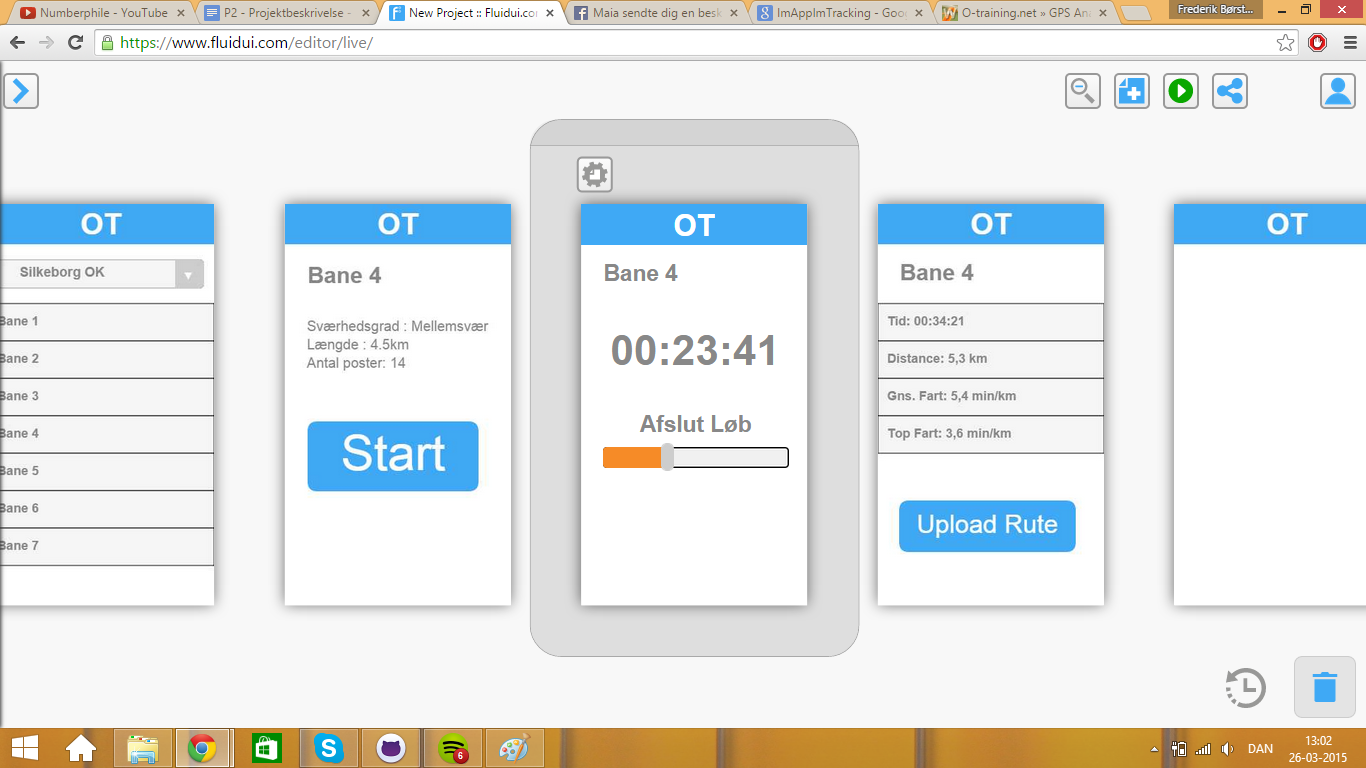 Numberphile - YouTube
P2 - Projektbeskrivelse -
New Project :: Fluidui.co
Maia sendte dig en besk
ImAppImTracking - Goo
O-training.net » GPS An
Frederik Børst...
https://www.fluidui.com/editor/live/
OT
Silkeborg OK
Bane 1
Bane 2
Bane 3
Bane 4
Bane 5
Bane 6
Bane 7
OT
Bane 4
Sværhedsgrad : Mellemsvær
Længde : 4.5km
Antal poster: 14
Start
OT
Bane 4
00:23:41
Afslut Løb
OT
Bane 4
Tid: 00:34:21
Distance: 5,3 km
Gns. Fart: 5,4 min/km
Top Fart: 3,6 min/km
Upload Rute
OT
6
DAN
13:02
26-03-2015